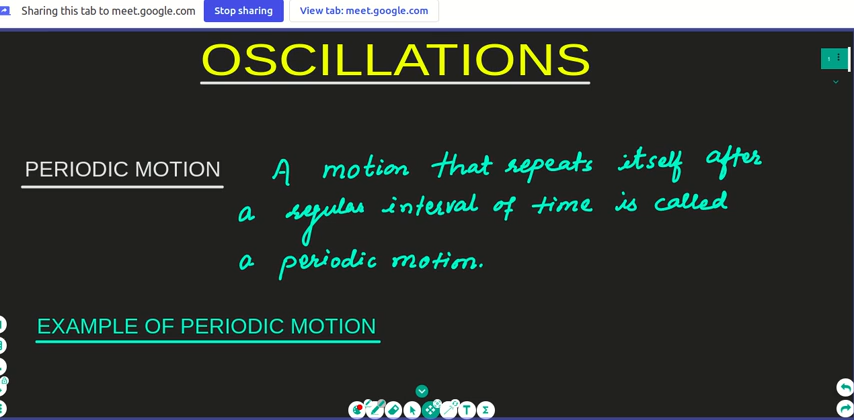 Sharing this tab to meet.google.com Stop sharing View tab: meet.google.com
OSCILLATIONS
1
PERIODIC MOTION A motion that repeats itself after
a regular interval of time is called
a periodic motion.
EXAMPLE OF PERIODIC MOTION
T Σ